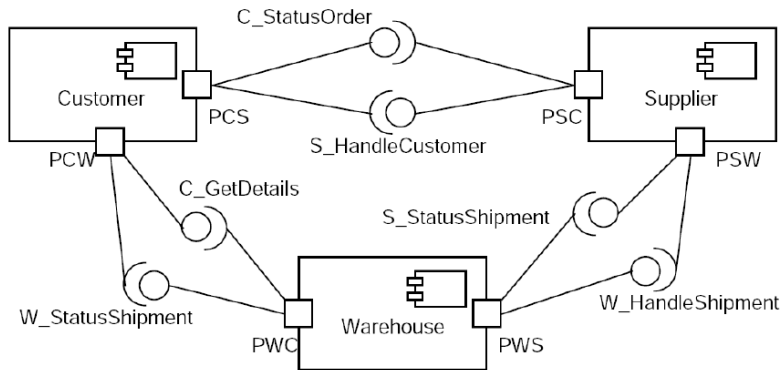 C_StatusOrder
Customer
Supplier
PCS
PSC
S_HandleCustomer
PCW
PSW
C_GetDetails
S_StatusShipment
W_StatusShipment
W_HandleShipment
Warehouse
PWC
PWS